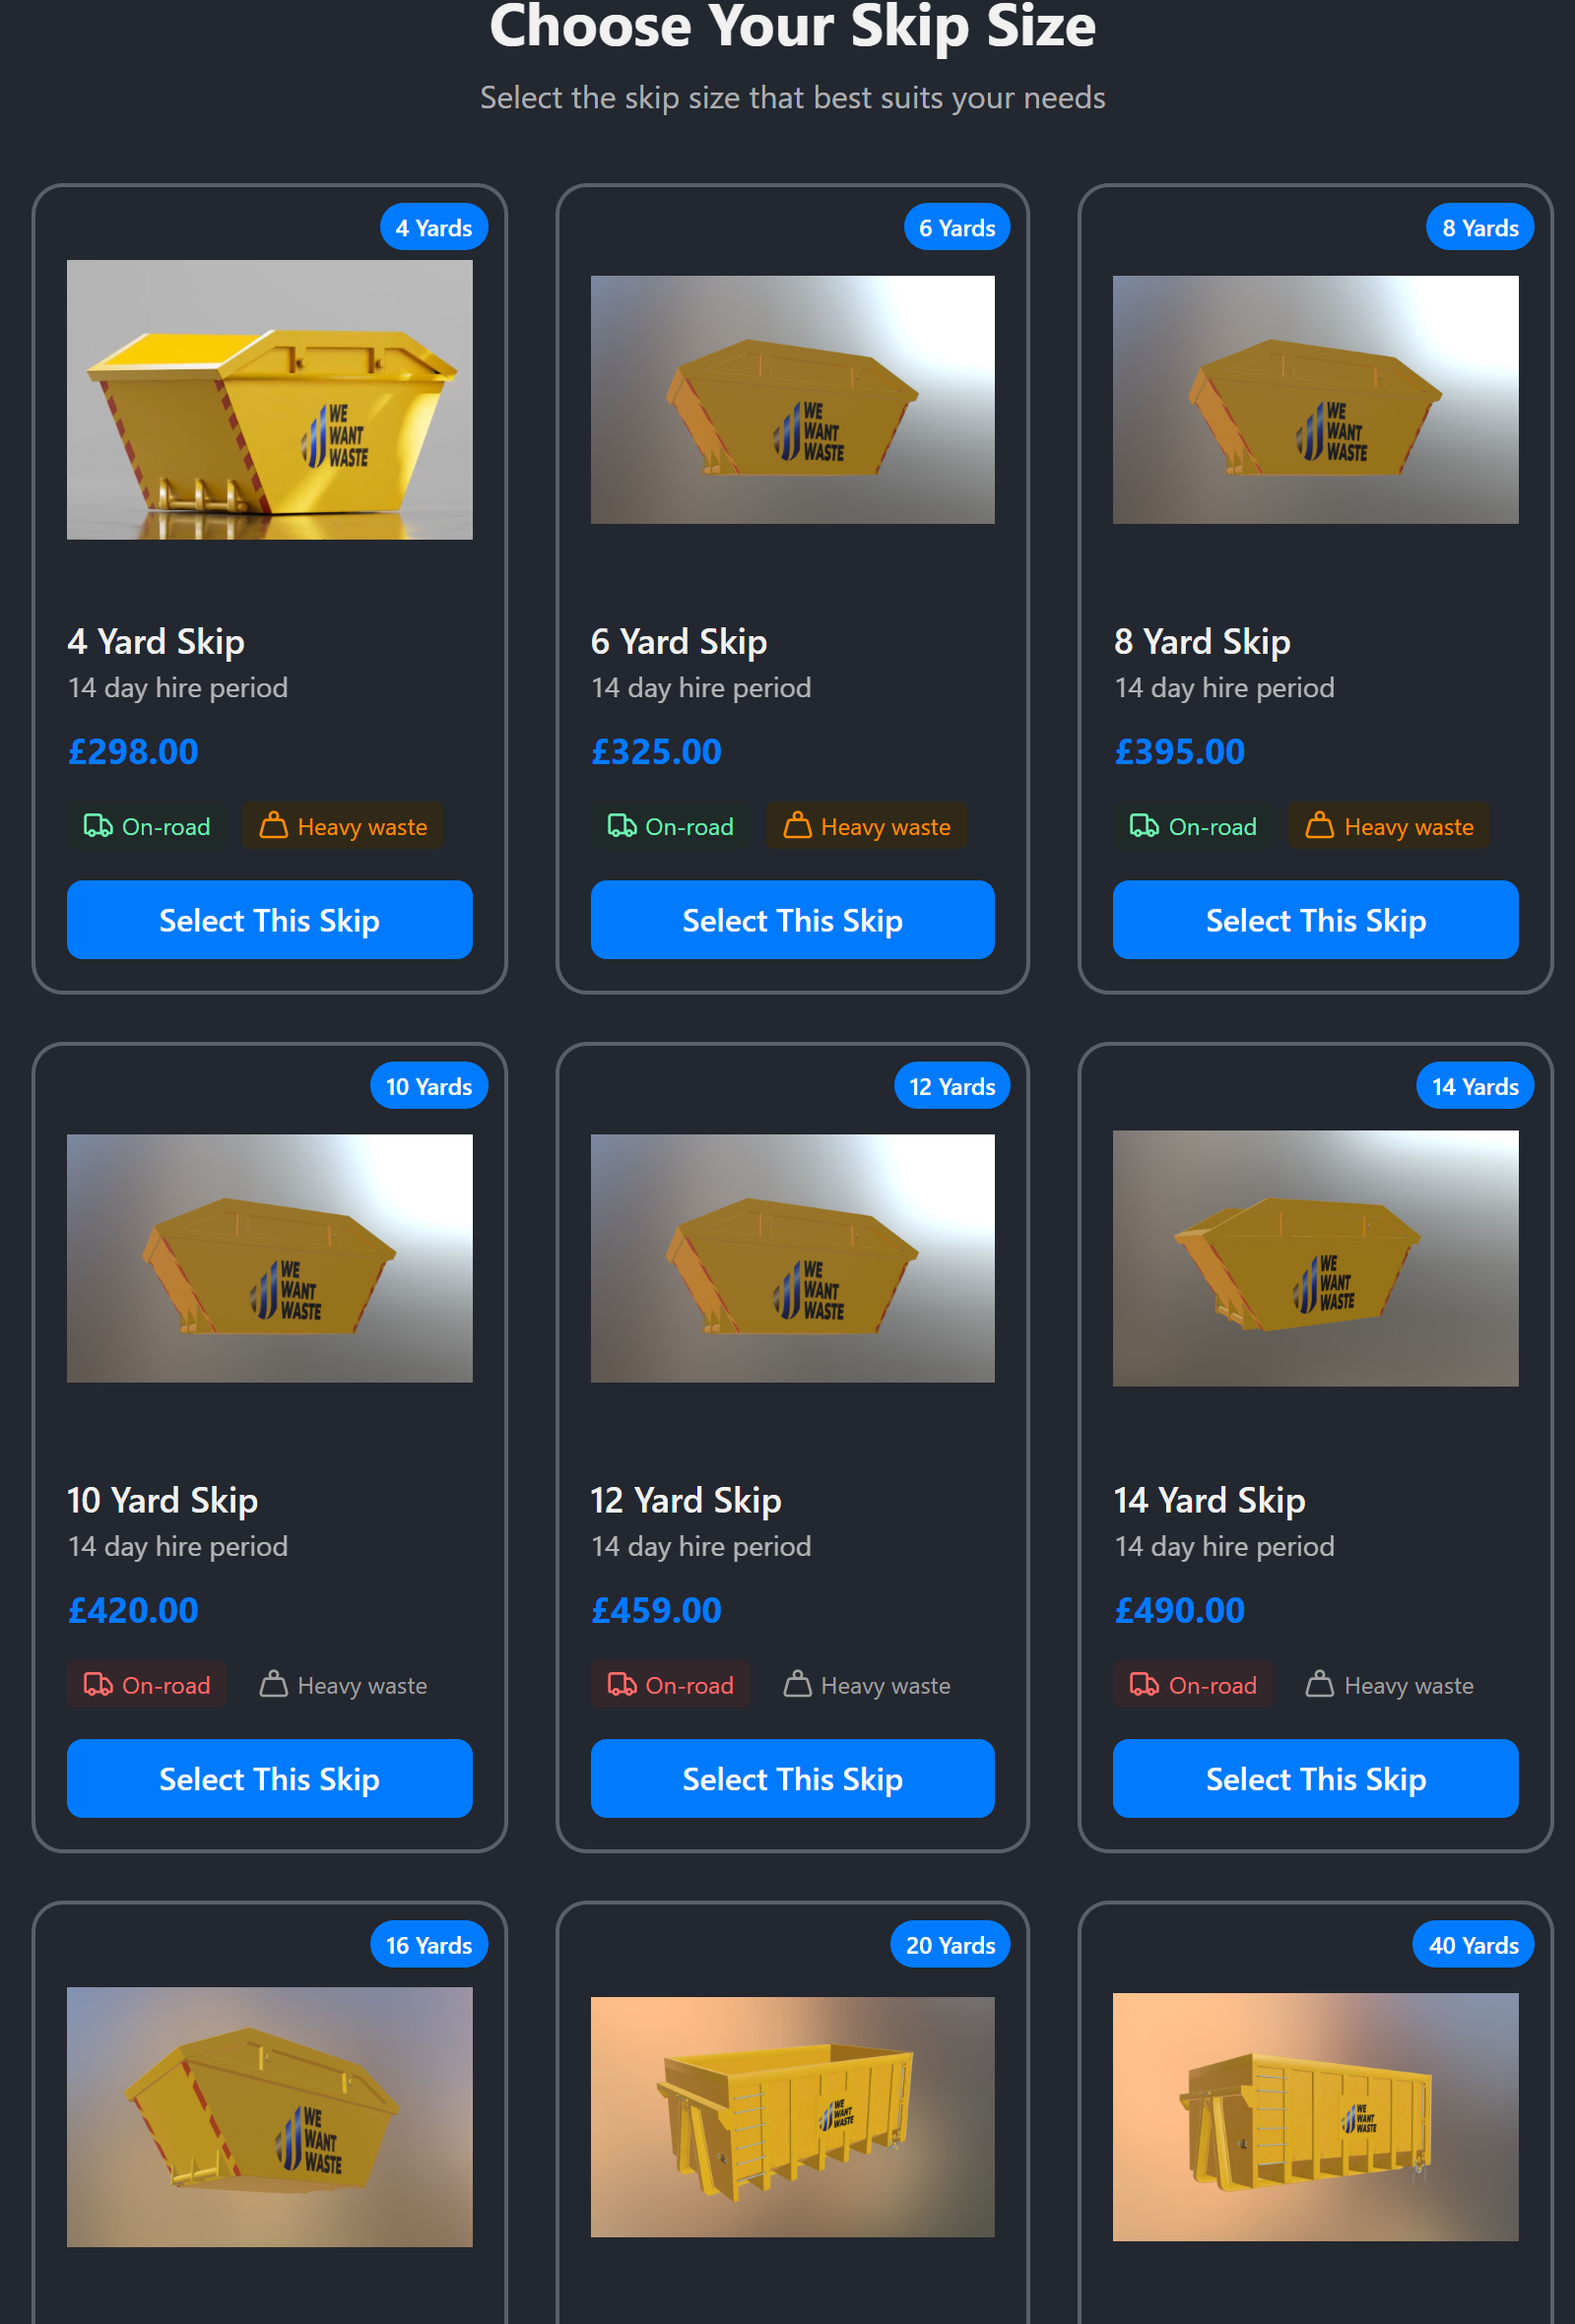 Choose Your Skip Size
Select the skip size that best suits your needs
4 Yards
WE
WANT
WASTE
4 Yard Skip
14 day hire period
£298.00
On-road
Heavy waste
Select This Skip
6 Yards
WE
WANT
WASTE
6 Yard Skip
14 day hire period
£325.00
On-road
Heavy waste
Select This Skip
8 Yards
WE
WANT
WASTE
8 Yard Skip
14 day hire period
£395.00
On-road
Heavy waste
Select This Skip
10 Yards
WE
WANT
WASTE
10 Yard Skip
14 day hire period
£420.00
On-road
Heavy waste
Select This Skip
12 Yards
WE
WANT
WASTE
12 Yard Skip
14 day hire period
£459.00
On-road
Heavy waste
Select This Skip
14 Yards
WE
WANT
WASTE
14 Yard Skip
14 day hire period
£490.00
On-road
Heavy waste
Select This Skip
16 Yards
WE
WANT
WASTE
20 Yards
WE
WANT
WASTE
40 Yards
WE
WANT
WASTE